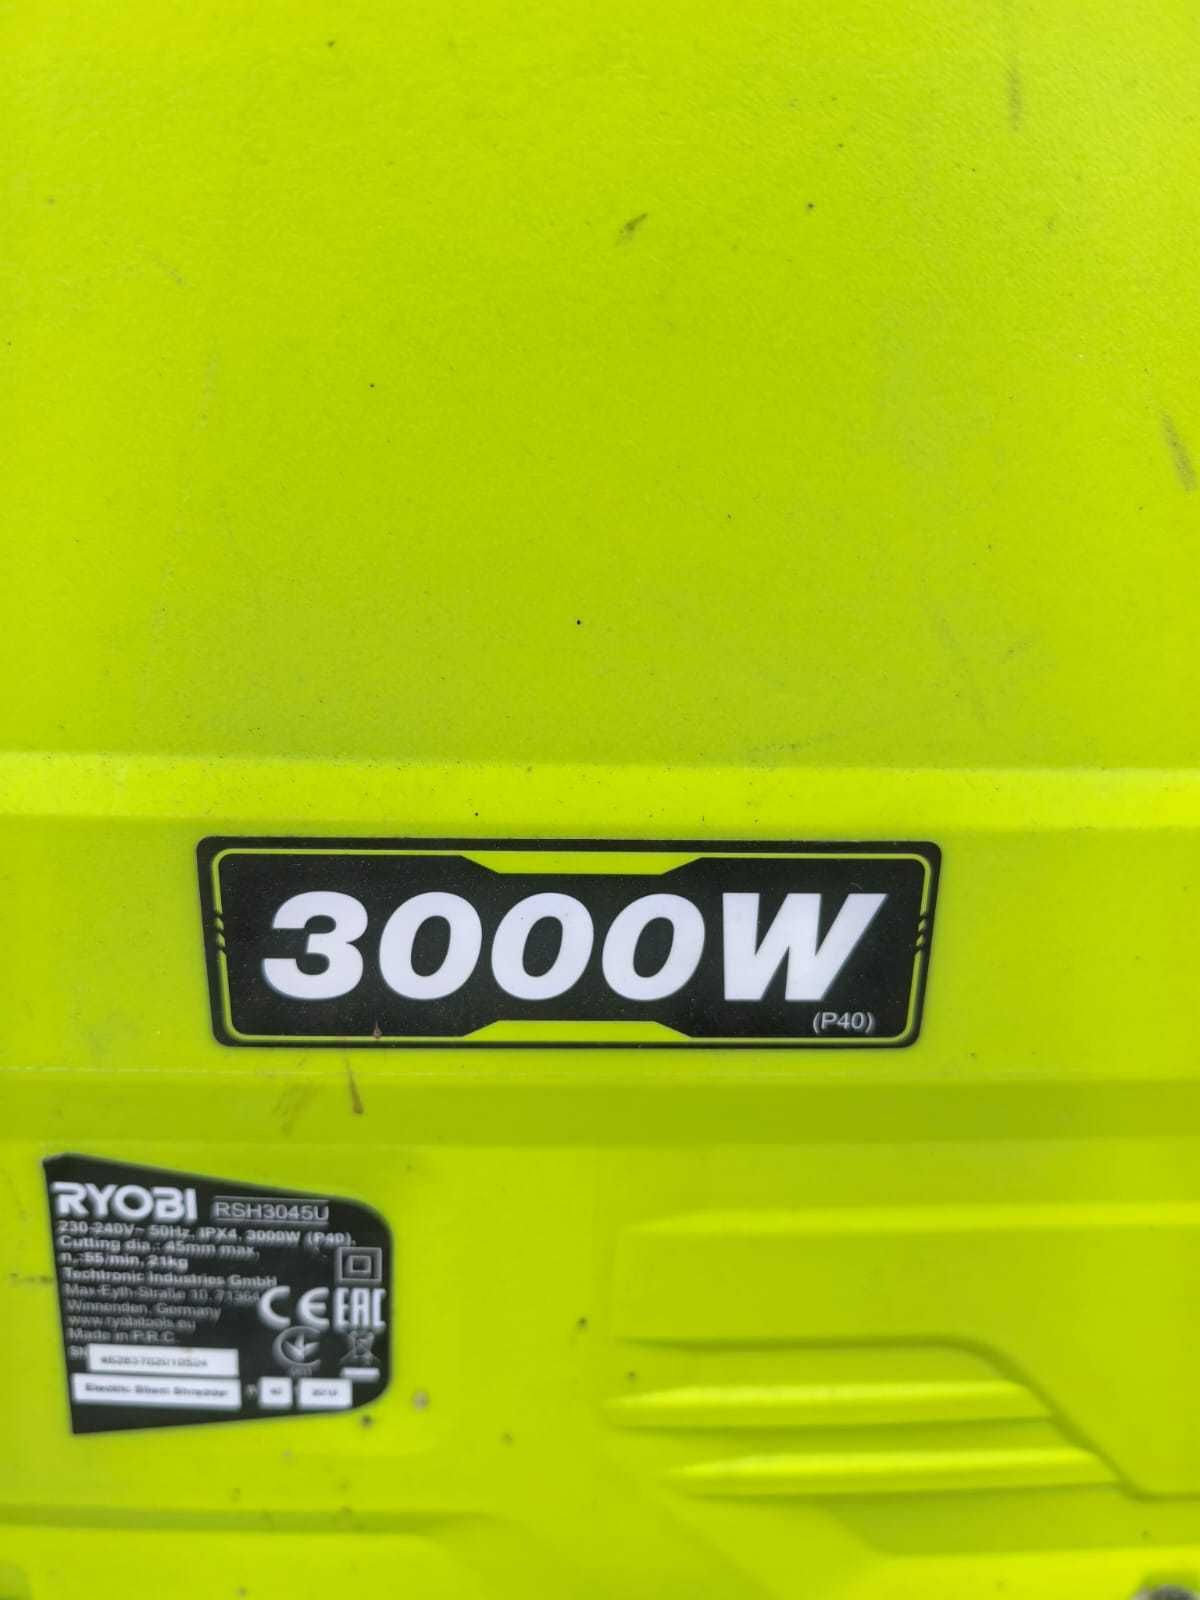 3000W
(P40)
RYOBI RSH3045U
230-240V~ 50Hz, IPX4, 3000W (P40),
Cutting dia.: 45mm max,
n₀:55/min, 21kg
Techtronic Industries GmbH
Max-Eyth-Straße 10, 71364
Winnenden, Germany
www.ryobitools.eu
Made in P.R.C.
CE EAC
SN
Electric Silent Shredder